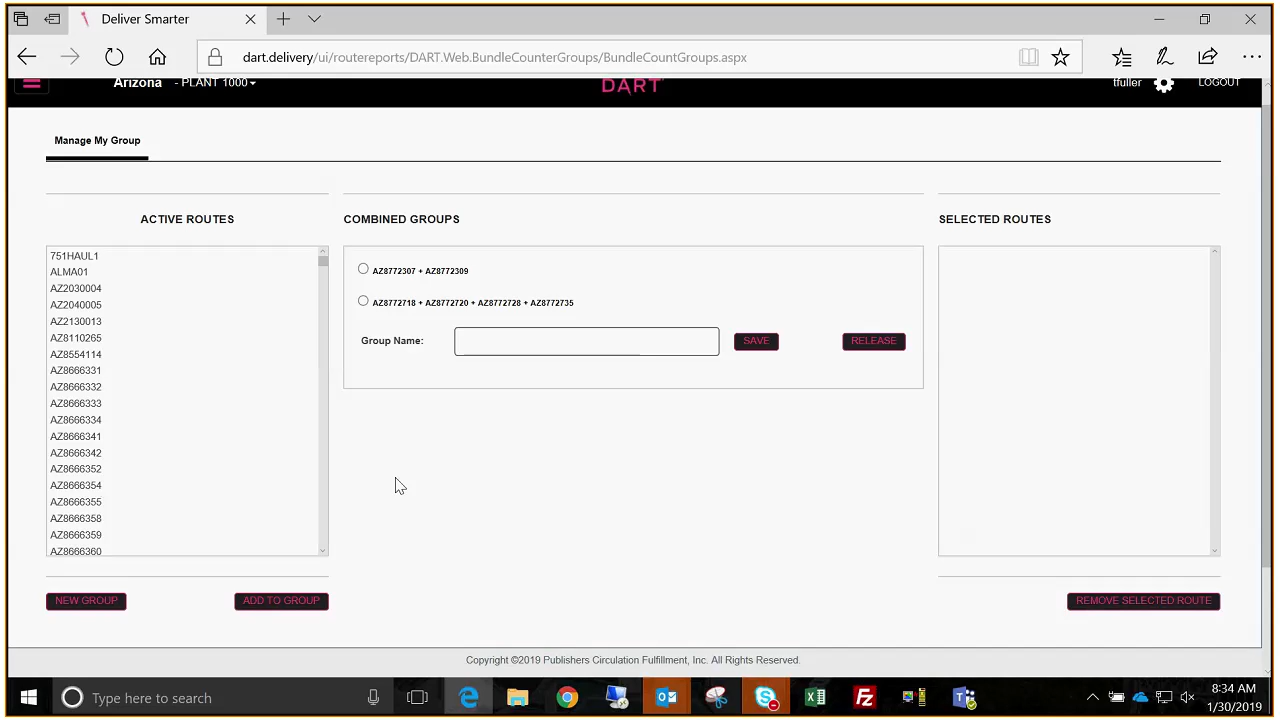 Deliver Smarter
dart.delivery/ui/routereports/DART.Web.BundleCounterGroups/BundleCountGroups.aspx
Arizona - PLANT 1000
DART
tfuller
LOGOUT
Manage My Group
ACTIVE ROUTES
751HAUL1
ALMA01
AZ2030004
AZ2040005
AZ2130013
AZ8110265
AZ8554114
AZ8666331
AZ8666332
AZ8666333
AZ8666334
AZ8666341
AZ8666342
AZ8666352
AZ8666354
AZ8666355
AZ8666358
AZ8666359
AZ8666360
NEW GROUP
ADD TO GROUP
COMBINED GROUPS
AZ8772307 + AZ8772309
AZ8772718 + AZ8772720 + AZ8772728 + AZ8772735
Group Name:
SAVE
RELEASE
SELECTED ROUTES
REMOVE SELECTED ROUTE
Copyright ©2019 Publishers Circulation Fulfillment, Inc. All Rights Reserved.
Type here to search
8:34 AM
1/30/2019